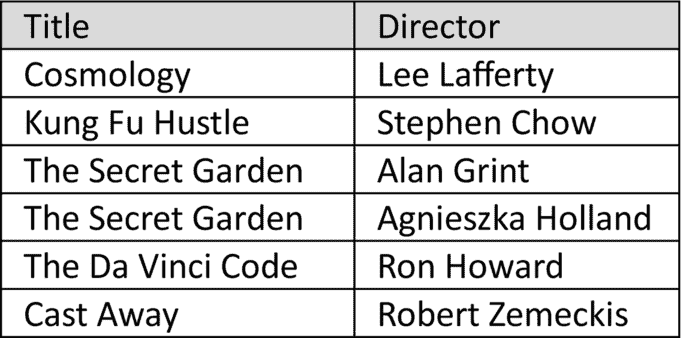 Title Director
Cosmology Lee Lafferty
Kung Fu Hustle Stephen Chow
The Secret Garden Alan Grint
The Secret Garden Agnieszka Holland
The Da Vinci Code Ron Howard
Cast Away Robert Zemeckis